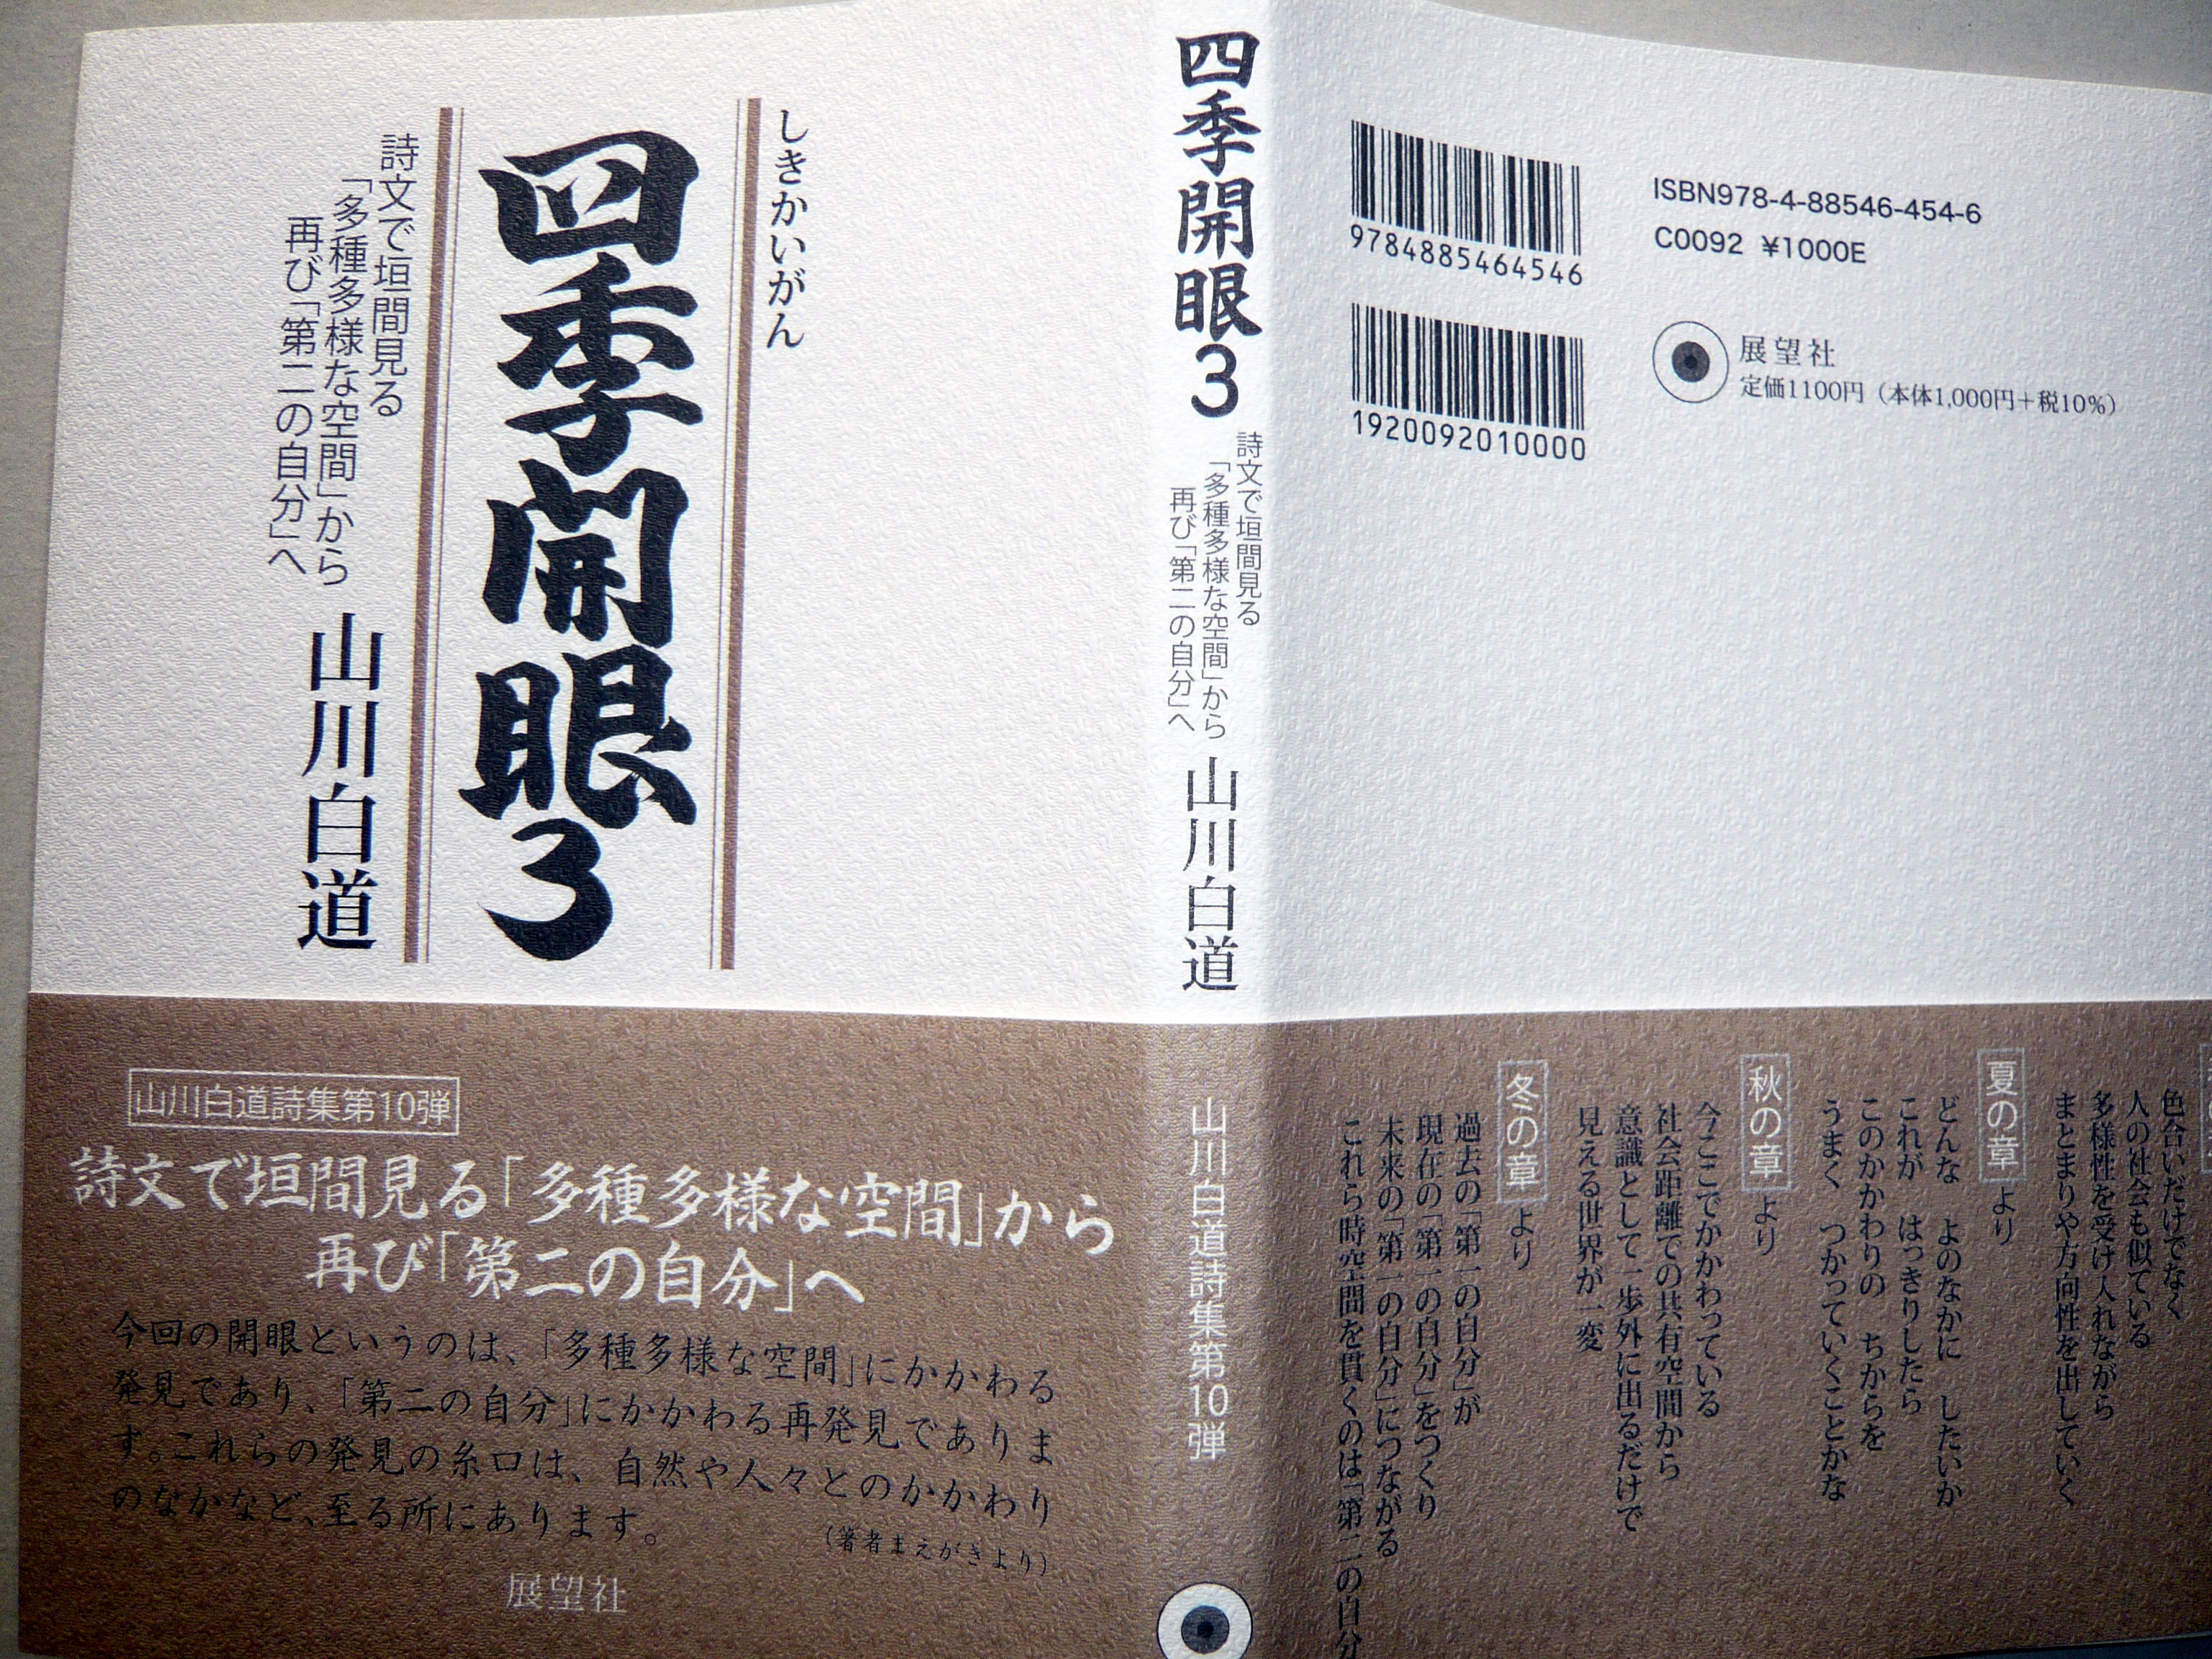 しきかいがん
四季開眼3
詩文で垣間見る
「多種多様な空間」から
再び「第二の自分」へ
山川白道
山川白道詩集第10弾
詩文で垣間見る「多種多様な空間」から
再び「第二の自分」へ
今回の開眼というのは、「多種多様な空間」にかかわる
発見であり、「第二の自分」にかかわる再発見でありま
す。これらの発見の糸口は、自然や人々とのかかわり
のなかなど、至る所にあります。
(著者まえがきより)
展望社
四季開眼3
詩文で垣間見る
「多種多様な空間」から
再び「第二の自分」へ
山川白道
山川白道詩集第10弾
9784885464546
1920092010000
ISBN978-4-88546-454-6
C0092 ¥1000E
展望社
定価1100円(本体1,000円+税10%)
色合いだけでなく
人の社会も似ている
多様性を受け入れながら
まとまりや方向性を出していく
夏の章 より
どんな よのなかに したいか
これが はっきりしたら
このかかわりの ちからを
うまく つかっていくことかな
秋の章 より
今ここでかかわっている
社会距離での共有空間から
意識として一歩外に出るだけで
見える世界が一変
冬の章 より
過去の「第一の自分」が
現在の「第一の自分」をつくり
未来の「第一の自分」につながる
これら時空間を貫くのは「第二の自分